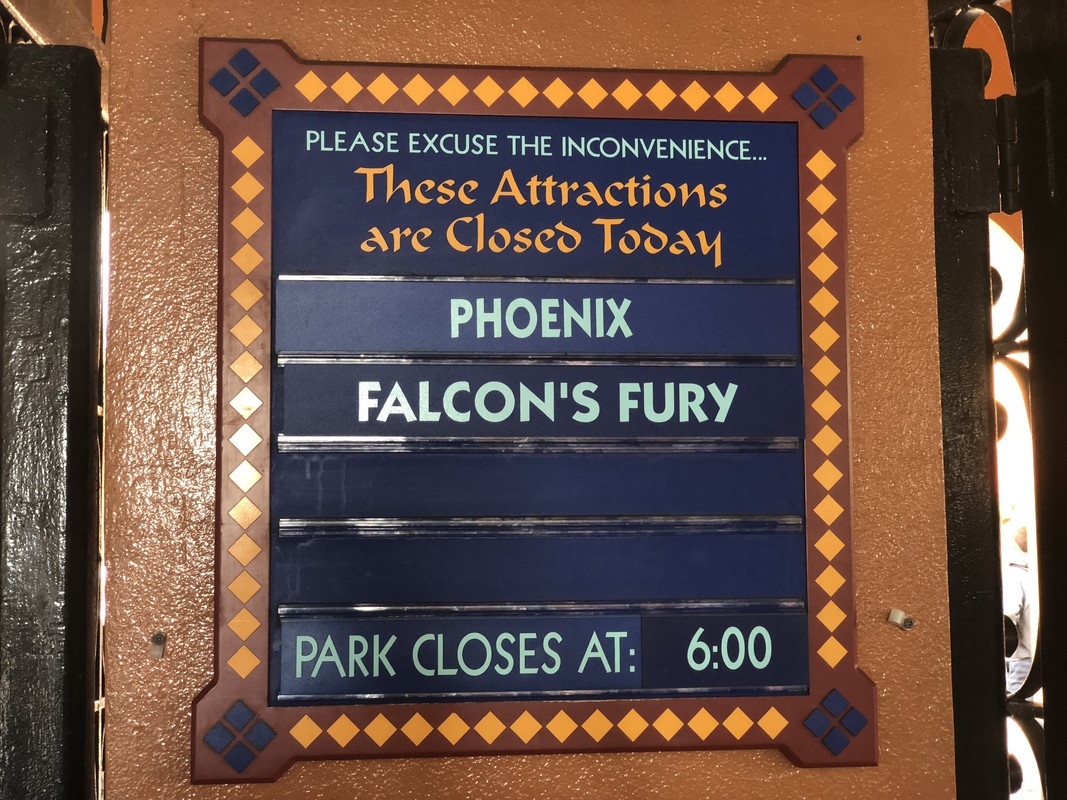 PLEASE EXCUSE THE INCONVENIENCE...
These Attractions
are Closed Today
PHOENIX
FALCON'S FURY
PARK CLOSES AT: 6:00